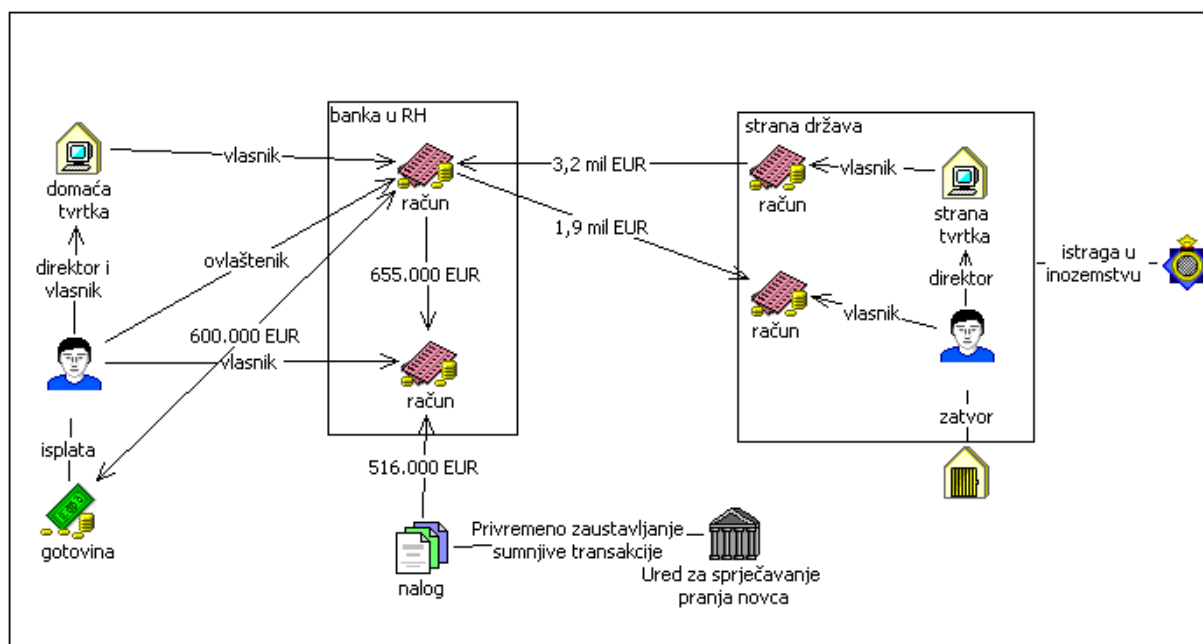 banka u RH
strana država
vlasnik
3,2 mil EUR
vlasnik
domaća
tvrtka
račun
račun
strana
tvrtka
1,9 mil EUR
direktor i
vlasnik
ovlaštenik
655.000 EUR
istraga u
inozemstvu
direktor
račun
vlasnik
600.000 EUR
vlasnik
račun
zatvor
isplata
516.000 EUR
gotovina
Privremeno zaustavljanje
sumnjive transakcije
nalog
Ured za sprječavanje
pranja novca